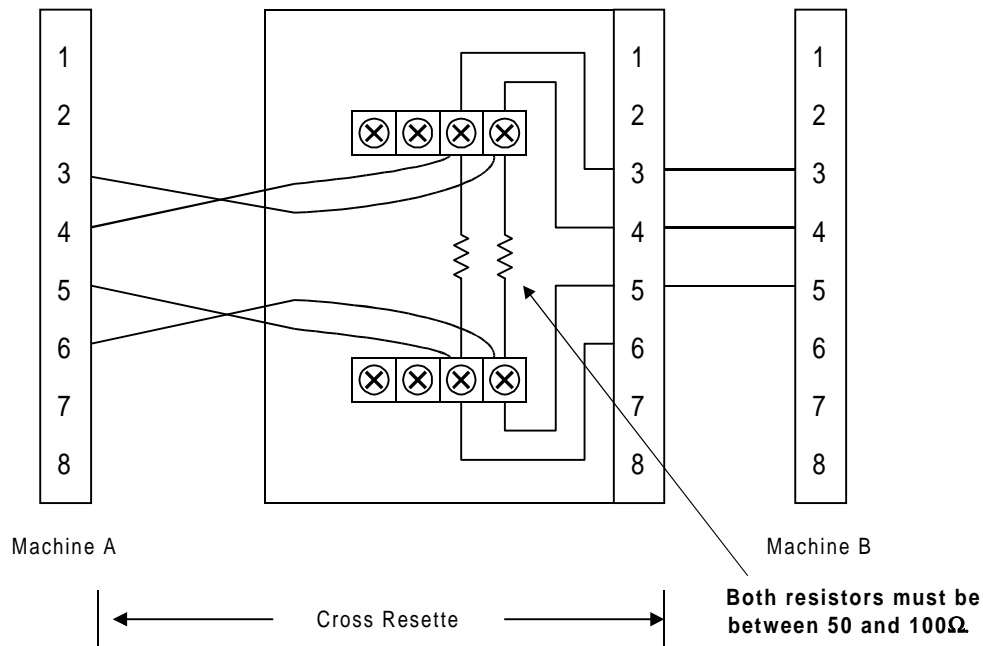 1 1 1
2 2 2
3 3 3
4 4 4
5 5 5
6 6 6
7 7 7
8 8 8
Machine A
Machine B
Cross Resette
Both resistors must be
between 50 and 100Ω.